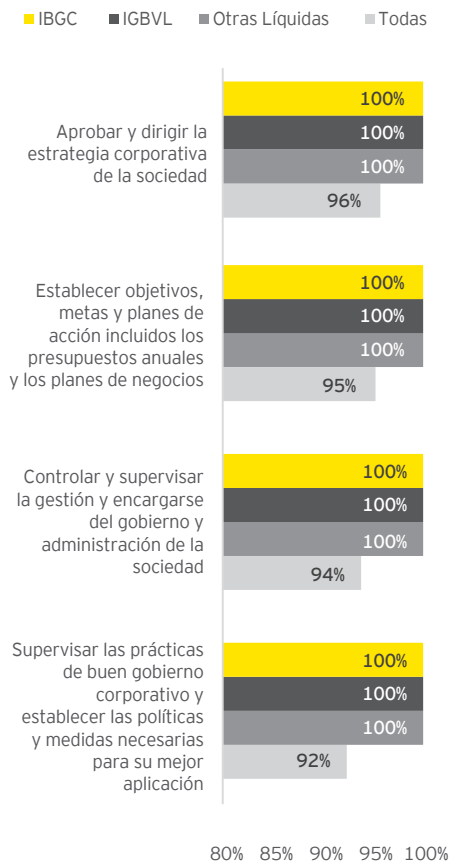 IBGC IGBVL Otras Líquidas Todas
Aprobar y dirigir la
estrategia corporativa
de la sociedad
100%
100%
100%
96%
Establecer objetivos,
metas y planes de
acción incluidos los
presupuestos anuales
y los planes de negocios
100%
100%
100%
95%
Controlar y supervisar
la gestión y encargarse
del gobierno y
administración de la
sociedad
100%
100%
100%
94%
Supervisar las prácticas
de buen gobierno
corporativo y
establecer las políticas
y medidas necesarias
para su mejor
aplicación
100%
100%
100%
92%
80% 85% 90% 95% 100%